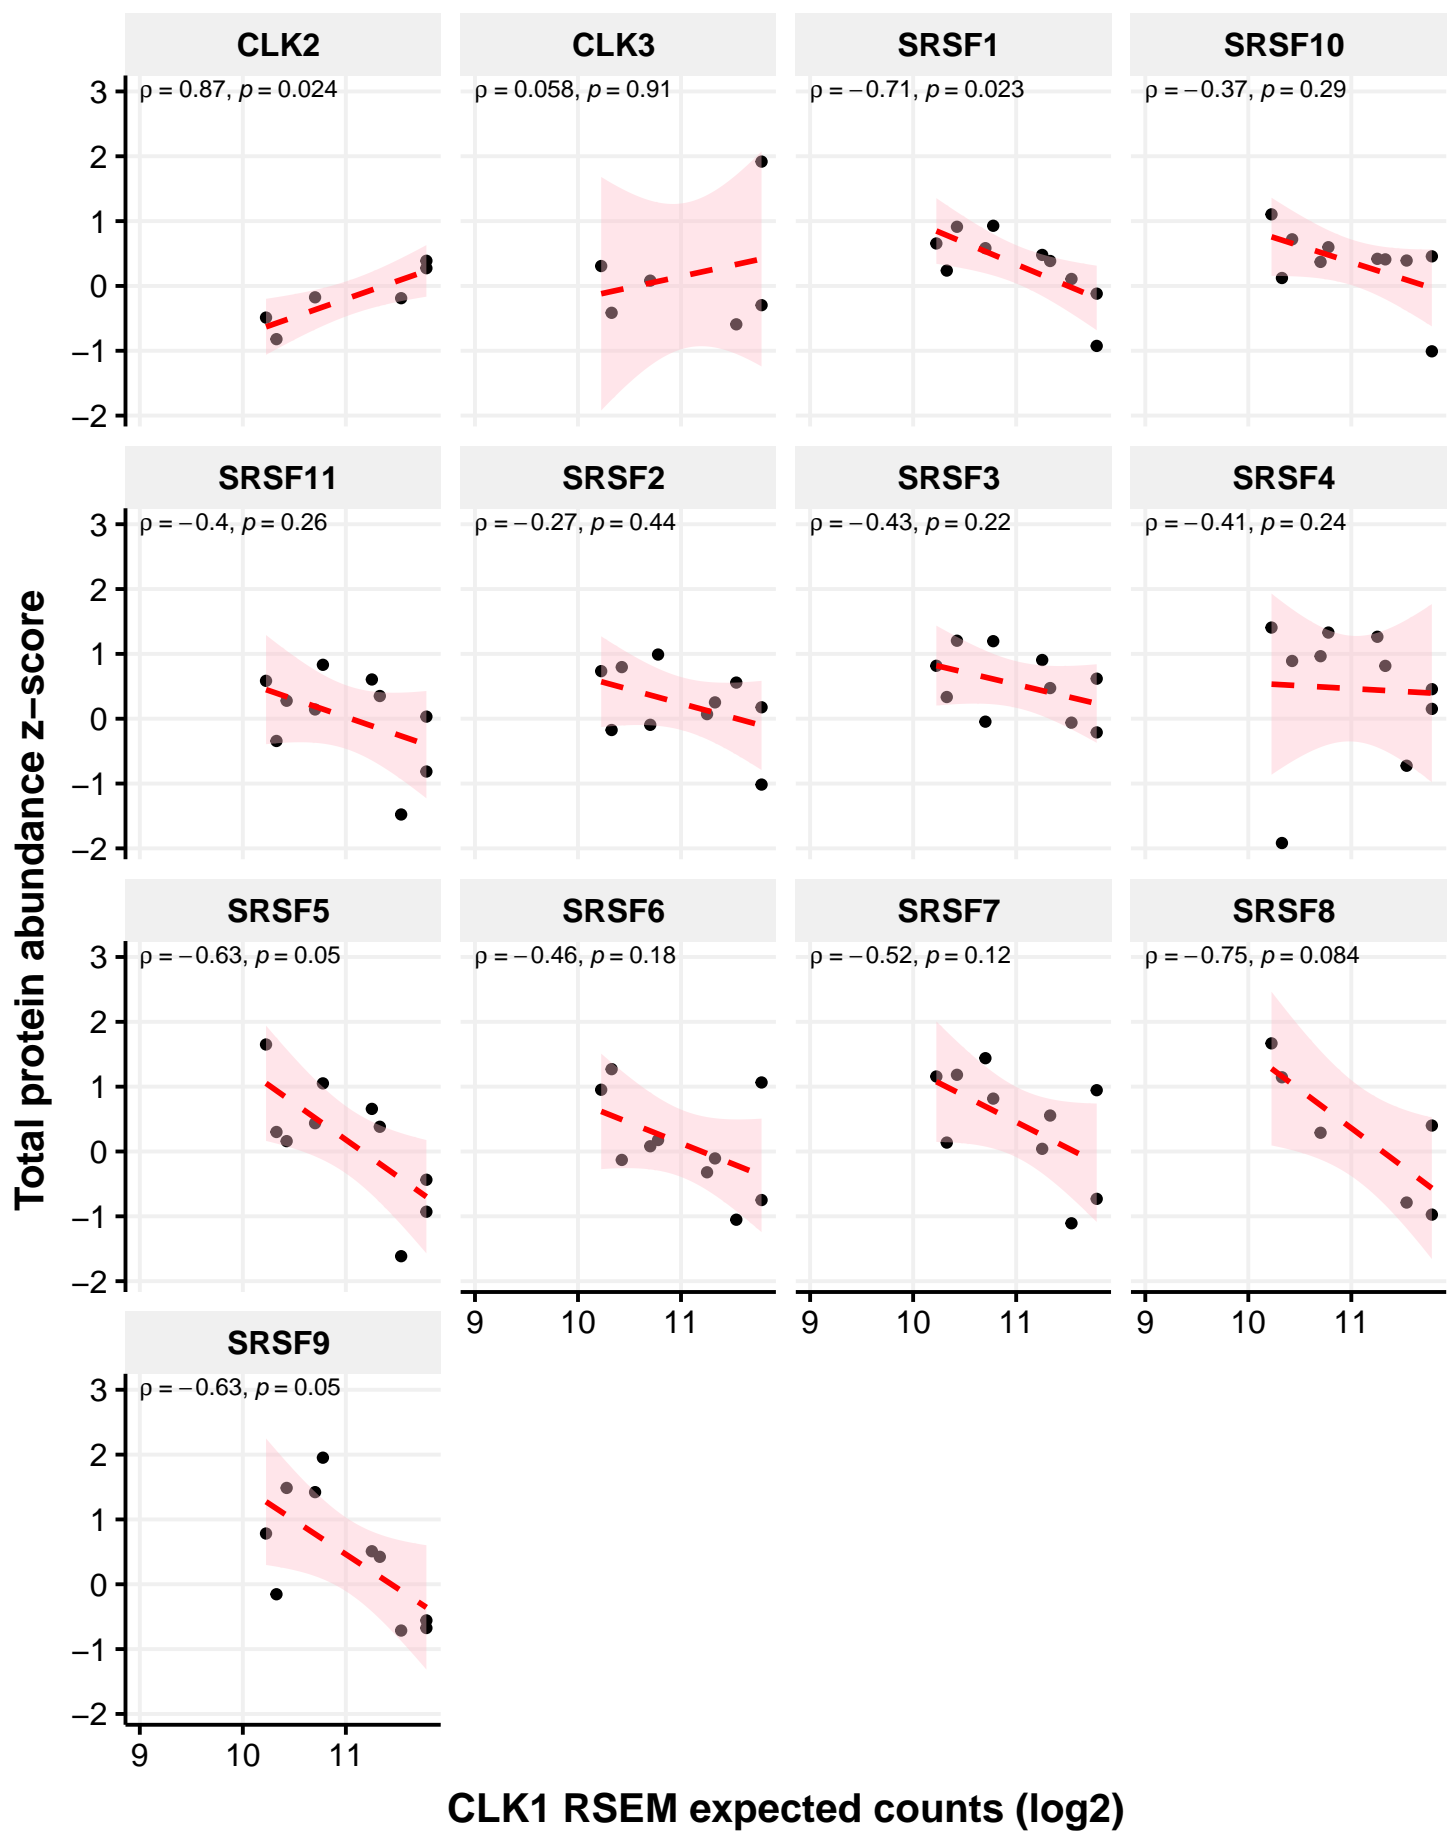 CLK2
CLK3
SRSF1
SRSF10
ρ = 0.87, p = 0.024
ρ = 0.058, p = 0.91
ρ = −0.71, p = 0.023
ρ = −0.37, p = 0.29
3
2
1
0
−1
−2
SRSF11
SRSF2
SRSF3
SRSF4
ρ = −0.4, p = 0.26
ρ = −0.27, p = 0.44
ρ = −0.43, p = 0.22
ρ = −0.41, p = 0.24
3
2
1
0
−1
−2
Total protein abundance z−score
SRSF5
SRSF6
SRSF7
SRSF8
ρ = −0.63, p = 0.05
ρ = −0.46, p = 0.18
ρ = −0.52, p = 0.12
ρ = −0.75, p = 0.084
3
2
1
0
−1
−2
9 10 11
9 10 11
9 10 11
SRSF9
ρ = −0.63, p = 0.05
3
2
1
0
−1
−2
9 10 11
CLK1 RSEM expected counts (log2)